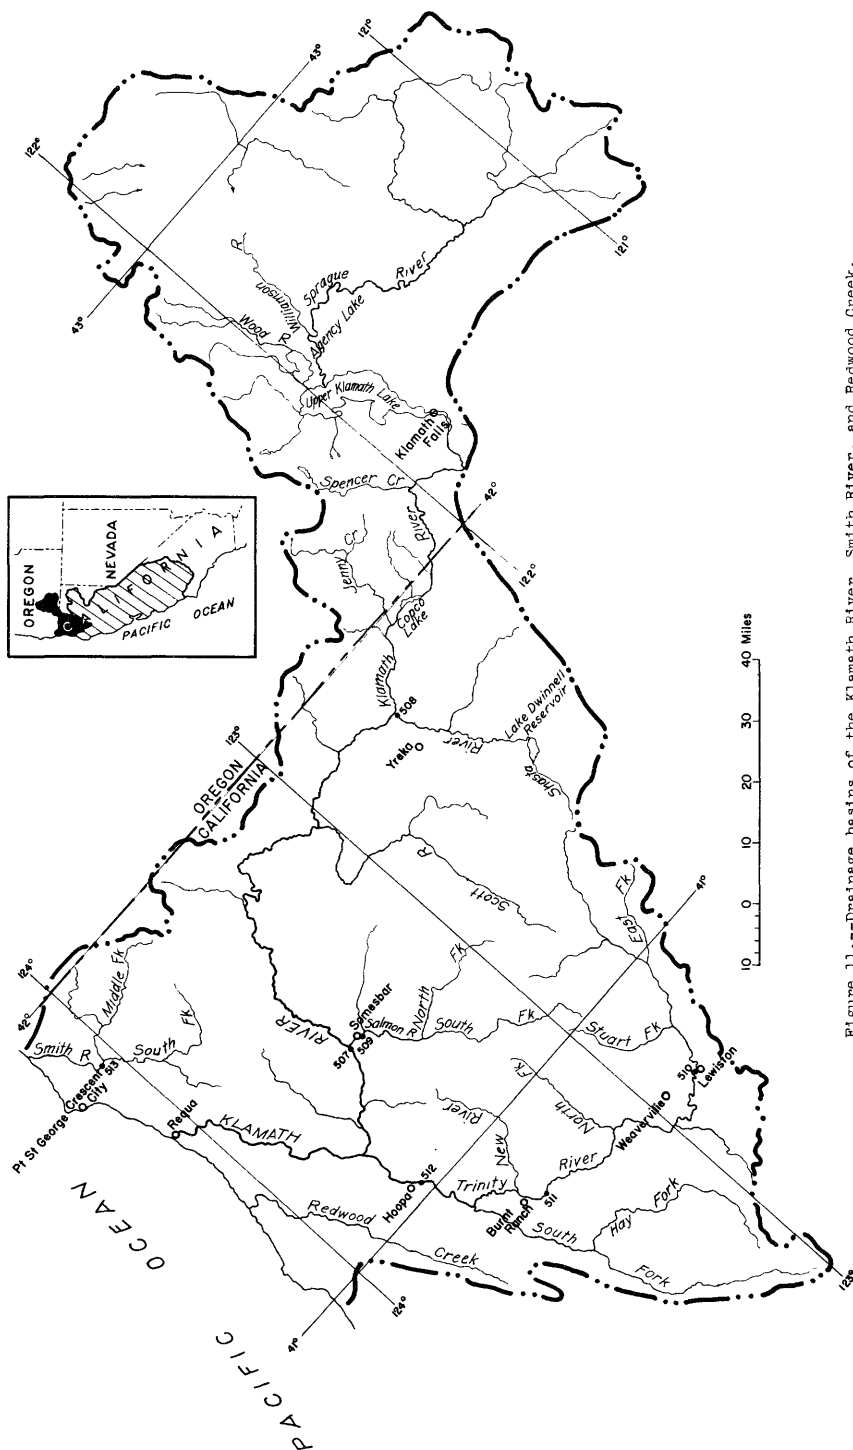 122°
43°
121°
43°
121°
Williamson R
Wood R
Sprague River
Agency Lake
Upper Klamath Lake
Klamath Falls
Spencer Cr
42°
122°
OREGON
NEVADA
CALIFORNIA
PACIFIC OCEAN
Jenny Cr
River
Copco Lake
Klamath
508
Yreka
River
Lake Dwinnell Reservoir
Shasta
123°
OREGON
CALIFORNIA
Scott R
East Fk
41°
124°
42°
Middle Fk
Smith R
South Fk
513
Crescent City
Pt St George
Requa
KLAMATH RIVER
Somesbar
507
509
Salmon R
North Fk
South Fk
Stuart Fk
510
Lewiston
Weaverville
North Fk
New River
Trinity River
Hoopa
512
Burnt Ranch
511
South Fork
Hay Fork
Redwood Creek
124°
41°
123°
PACIFIC OCEAN
10 0 10 20 30 40 Miles
Figure 11.--Drainage basins of the Klamath River, Smith River, and Redwood Creek.